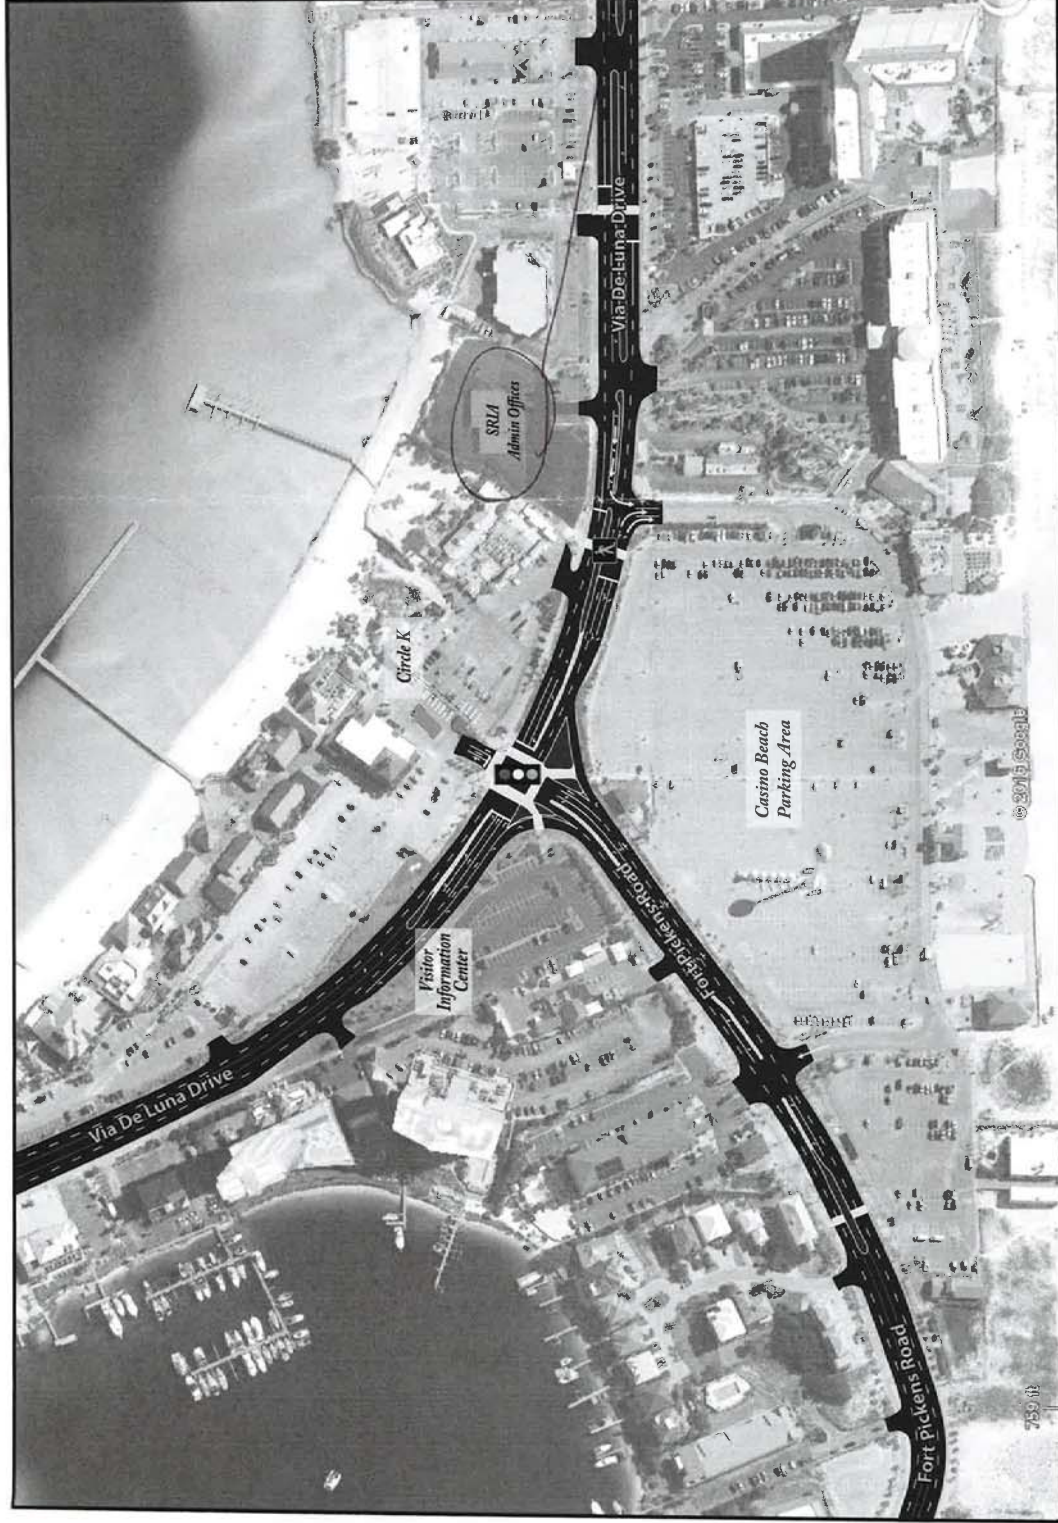 Via De Luna Drive
SRIA
Admin Offices
Circle K
Casino Beach
Parking Area
© 2016 Google
Visitor
Information
Center
Fort Pickens Road
Via De Luna Drive
Fort Pickens Road
759 ft